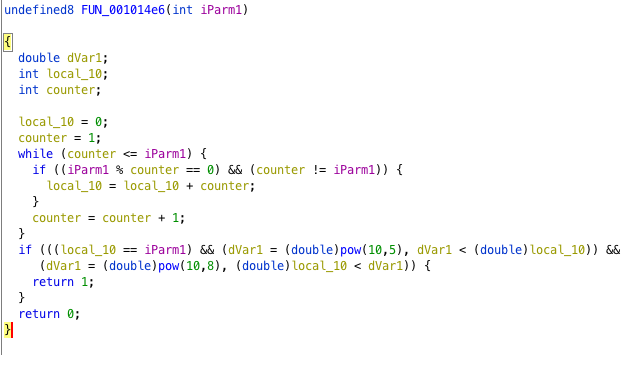 undefined8 FUN_001014e6(int iParm1)
{
double dVar1;
int local_10;
int counter;
local_10 = 0;
counter = 1;
while (counter <= iParm1) {
if ((iParm1 % counter == 0) && (counter != iParm1)) {
local_10 = local_10 + counter;
}
counter = counter + 1;
}
if (((local_10 == iParm1) && (dVar1 = (double)pow(10,5), dVar1 < (double)local_10)) &&
(dVar1 = (double)pow(10,8), (double)local_10 < dVar1)) {
return 1;
}
return 0;
}